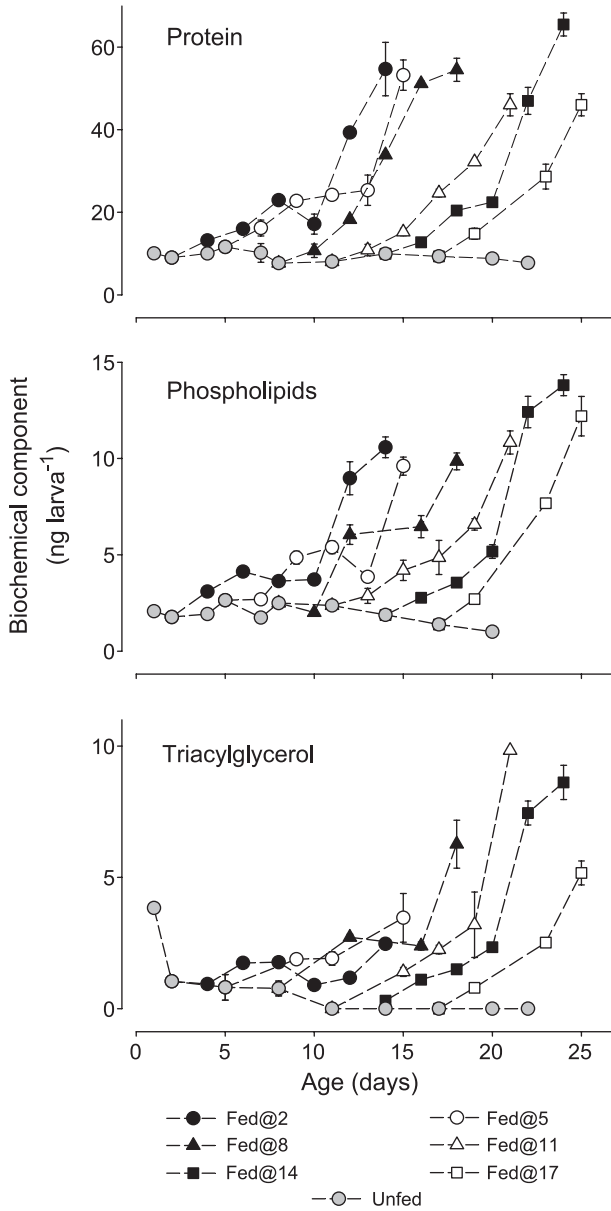 Protein
60
40
20
0
Phospholipids
15
10
5
0
Biochemical component
(ng larva⁻¹)
Triacylglycerol
10
5
0
0 5 10 15 20 25
Age (days)
Fed@2 Fed@5
Fed@8 Fed@11
Fed@14 Fed@17
Unfed